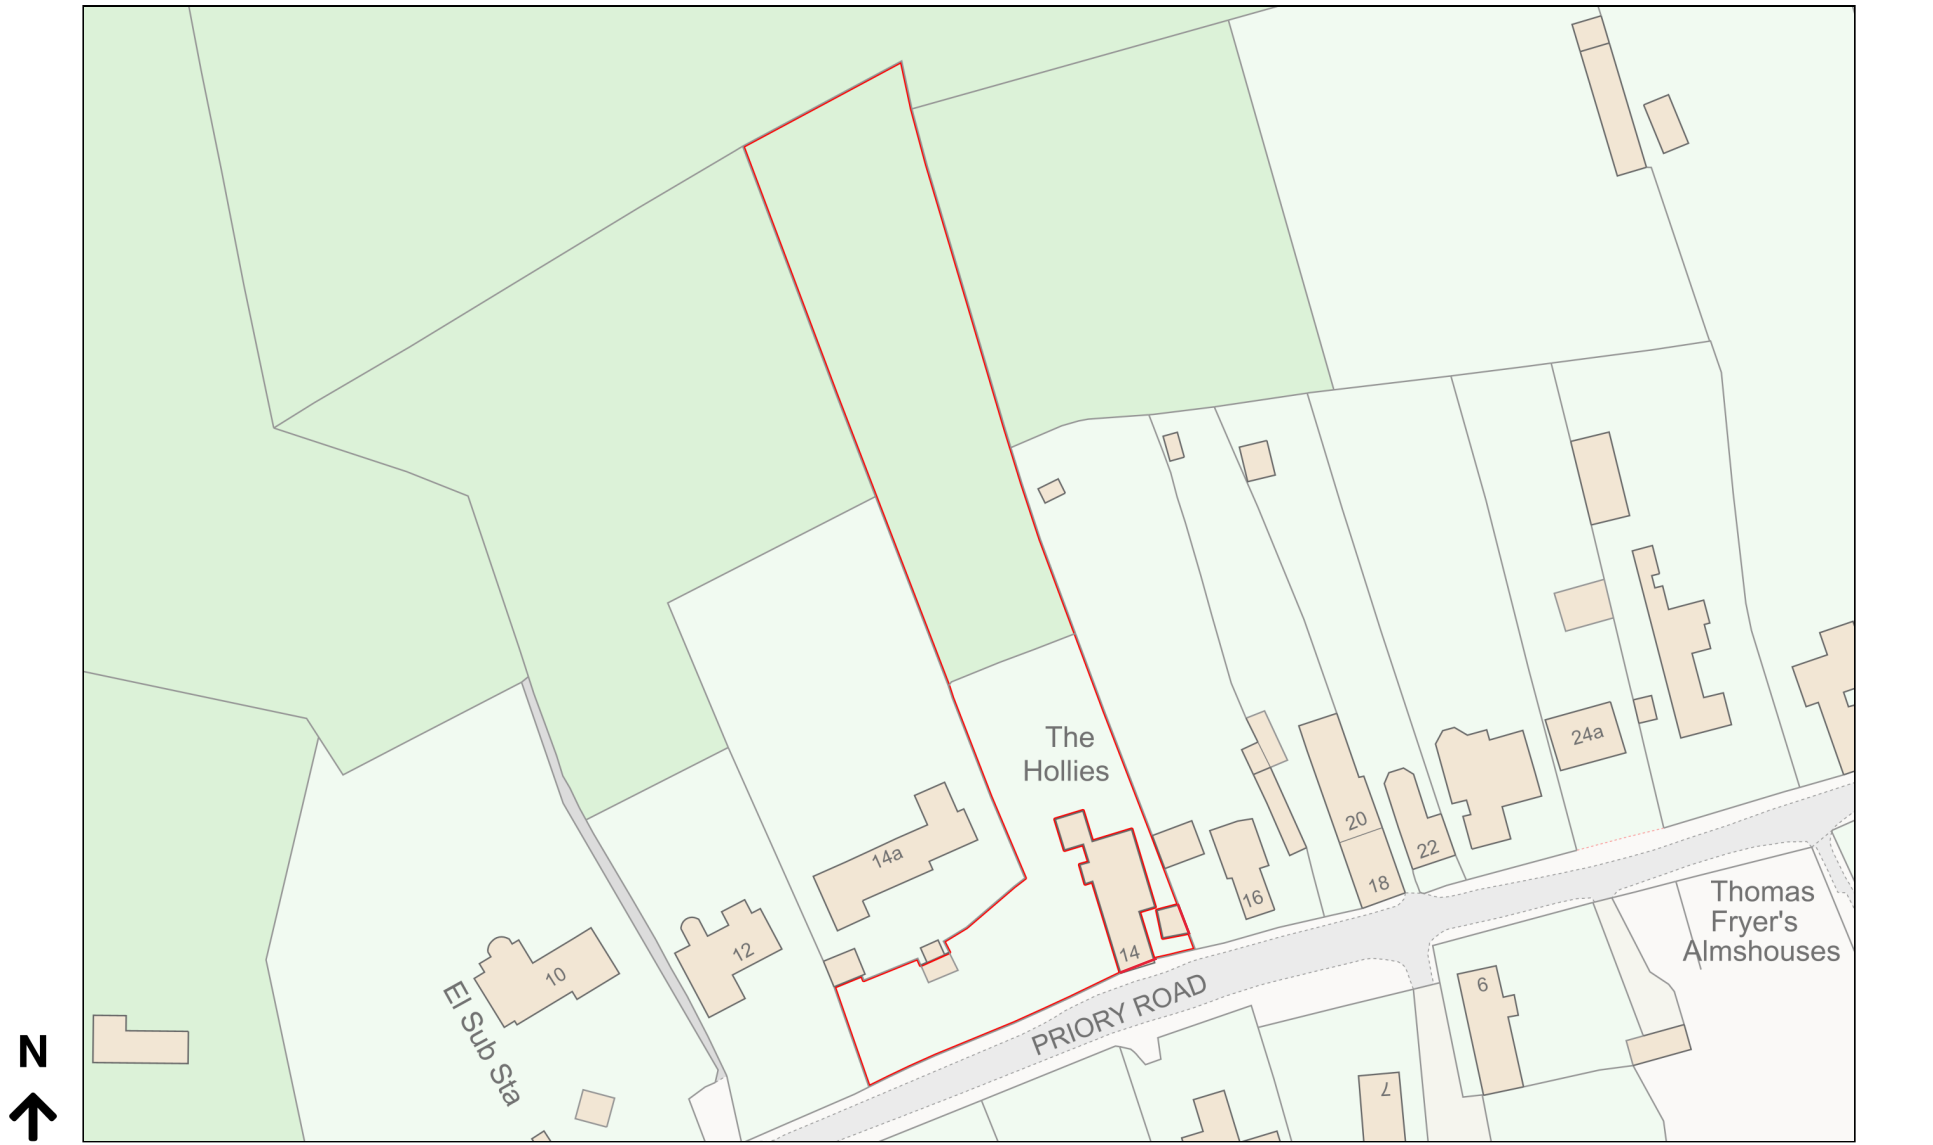 The
Hollies
24a
20
22
14a
18
16
12
14
10
Thomas
Fryer's
Almshouses
6
7
PRIORY ROAD
El Sub Sta
N